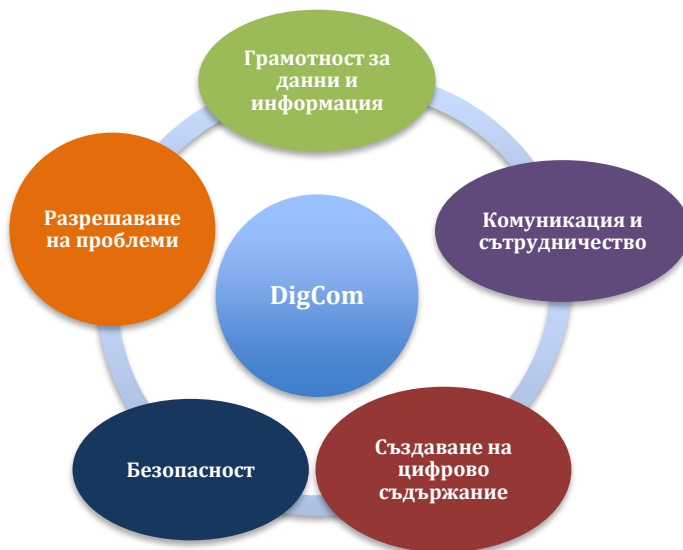 Грамотност за
данни и
информация
Комуникация и
сътрудничество
Създаване на
цифрово
съдържание
Безопасност
Разрешаване
на проблеми
DigCom